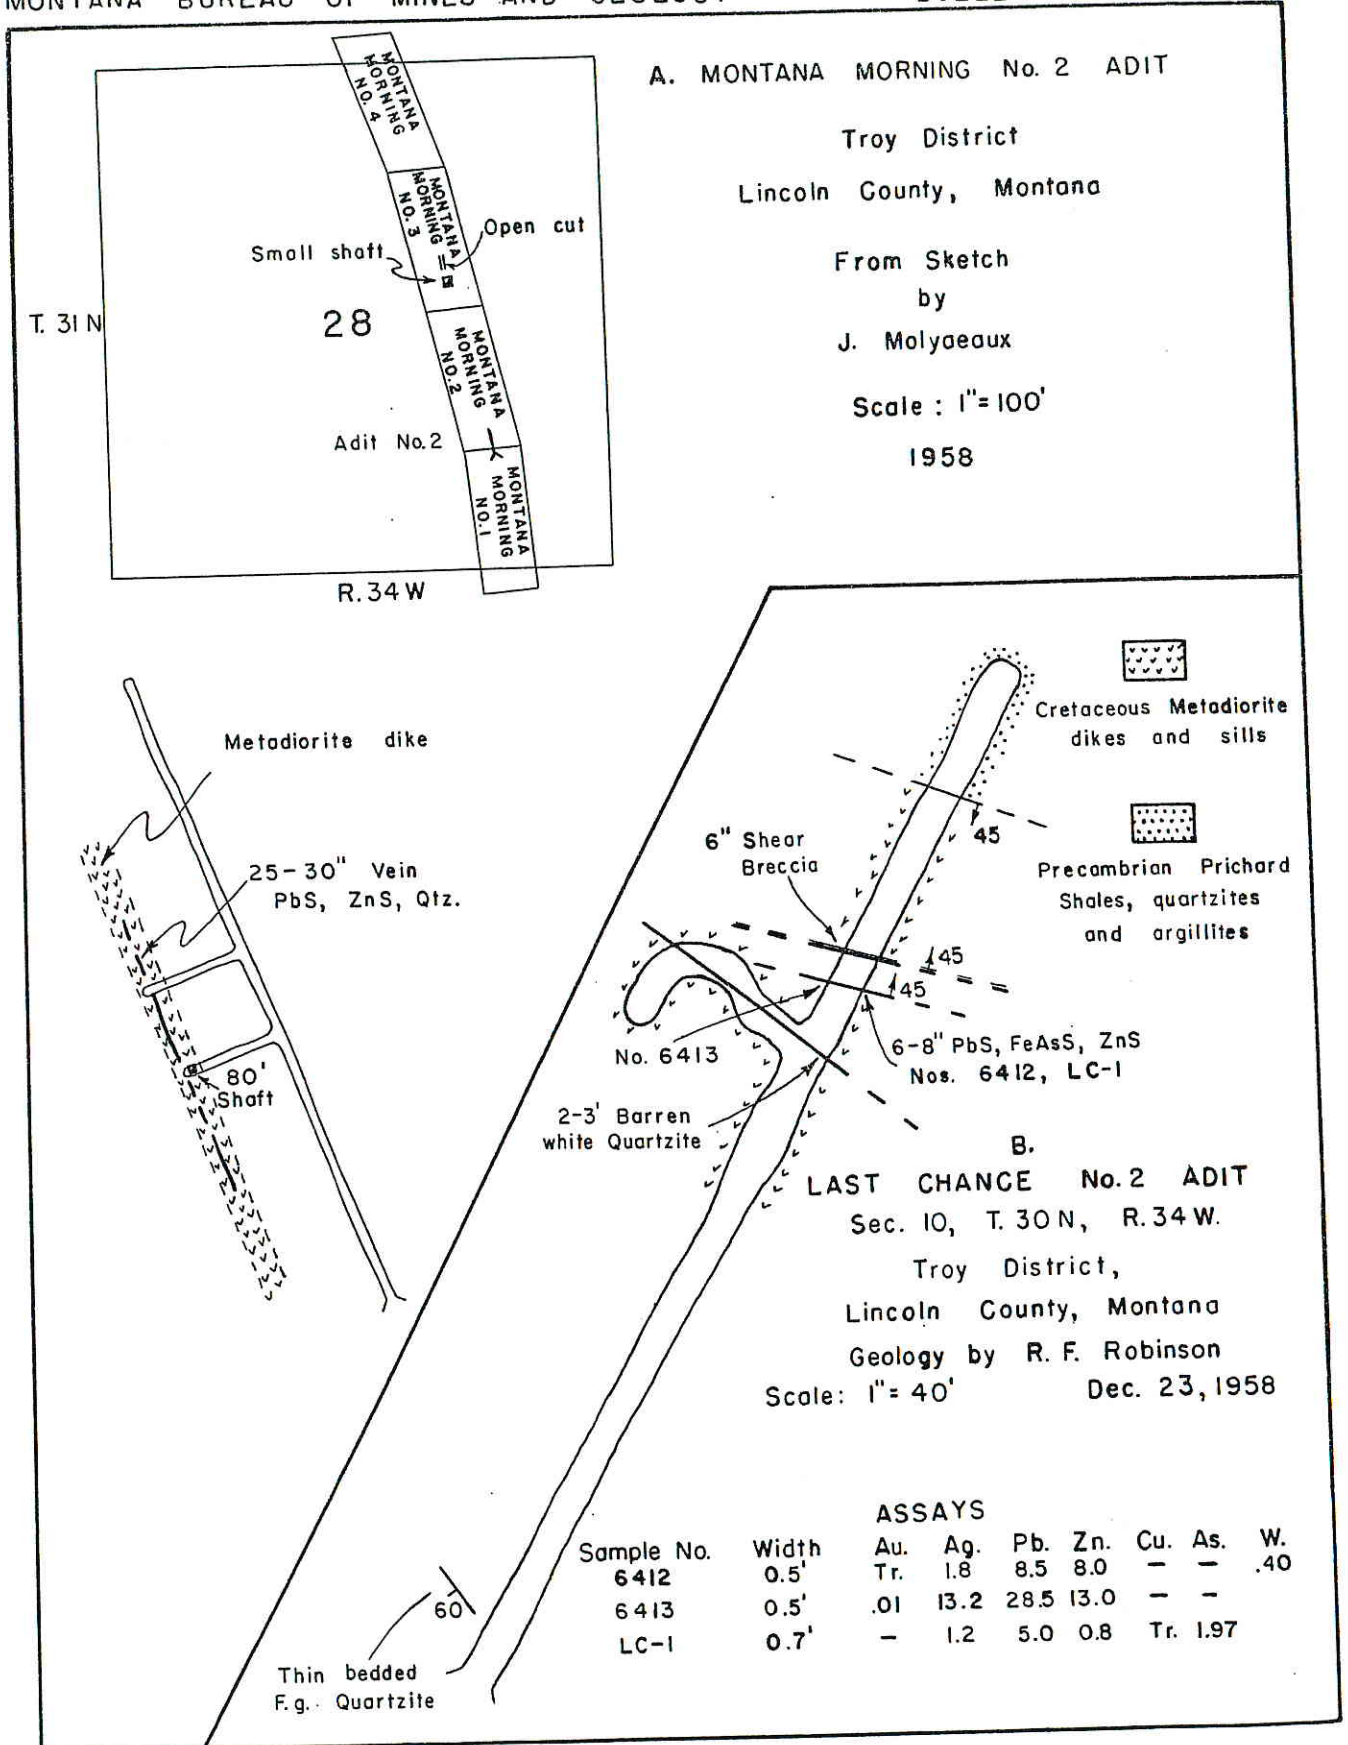 MONTANA BUREAU OF MINES AND GEOLOGY
A. MONTANA MORNING No. 2 ADIT
Troy District
Lincoln County, Montana
From Sketch
by
J. Molyaeaux
Scale : 1"=100'
1958
MONTANA
MORNING
NO. 4
MONTANA
MORNING
NO. 3
Open cut
Small shaft
T. 31 N
28
MONTANA
MORNING
NO. 2
Adit No. 2
MONTANA
MORNING
NO. 1
R. 34 W
Metadiorite dike
25-30" Vein
PbS, ZnS, Qtz.
80'
Shaft
Cretaceous Metadiorite
dikes and sills
Precambrian Prichard
Shales, quartzites
and argillites
45
6" Shear
Breccia
45
45
No. 6413
6-8" PbS, FeAsS, ZnS
Nos. 6412, LC-1
2-3' Barren
white Quartzite
B.
LAST CHANCE No. 2 ADIT
Sec. 10, T. 30 N, R. 34 W.
Troy District,
Lincoln County, Montana
Geology by R. F. Robinson
Scale: 1"= 40' Dec. 23, 1958
ASSAYS
Sample No. Width Au. Ag. Pb. Zn. Cu. As. W.
6412 0.5' Tr. 1.8 8.5 8.0 — — .40
6413 0.5' .01 13.2 28.5 13.0 — —
LC-1 0.7' — 1.2 5.0 0.8 Tr. 1.97
60
Thin bedded
F.g. Quartzite